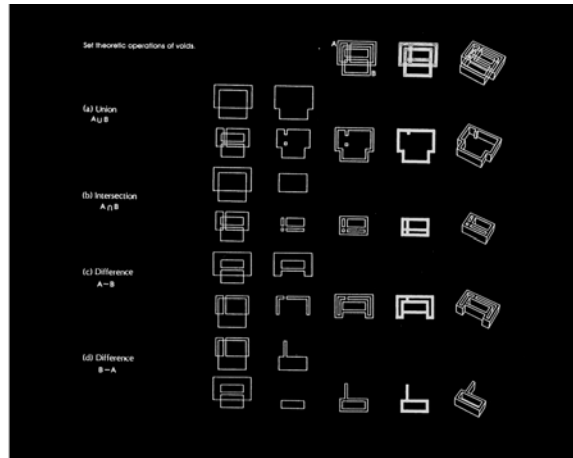 Set theoretic operations of voids.
A
B
(a) Union
A∪B
(b) Intersection
A∩B
(c) Difference
A−B
(d) Difference
B−A